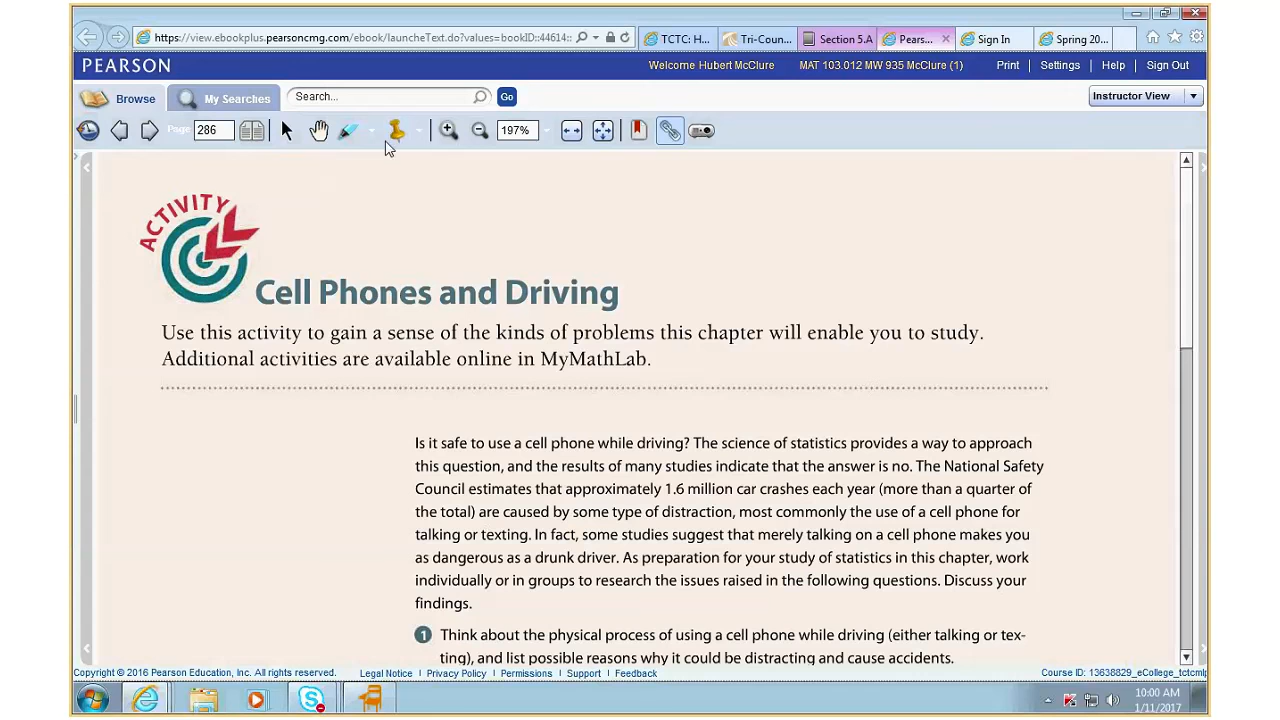 https://view.ebookplus.pearsoncmg.com/ebook/launcheText.do?values=bookID::44614::
TCTC: H...
Tri-Coun...
Section 5.A
Pears...
Sign In
Spring 20...
PEARSON
Welcome Hubert McClure
MAT 103.012 MW 935 McClure (1)
Print
Settings
Help
Sign Out
Browse
My Searches
Search...
Go
Instructor View
Page
286
197%
ACTIVITY
Cell Phones and Driving
Use this activity to gain a sense of the kinds of problems this chapter will enable you to study.
Additional activities are available online in MyMathLab.
Is it safe to use a cell phone while driving? The science of statistics provides a way to approach
this question, and the results of many studies indicate that the answer is no. The National Safety
Council estimates that approximately 1.6 million car crashes each year (more than a quarter of
the total) are caused by some type of distraction, most commonly the use of a cell phone for
talking or texting. In fact, some studies suggest that merely talking on a cell phone makes you
as dangerous as a drunk driver. As preparation for your study of statistics in this chapter, work
individually or in groups to research the issues raised in the following questions. Discuss your
findings.
1 Think about the physical process of using a cell phone while driving (either talking or tex-
ting), and list possible reasons why it could be distracting and cause accidents.
Copyright © 2016 Pearson Education, Inc. All rights reserved.
Legal Notice | Privacy Policy | Permissions | Support | Feedback
Course ID: 13638829_eCollege_tctcmlp
10:00 AM
1/11/2017